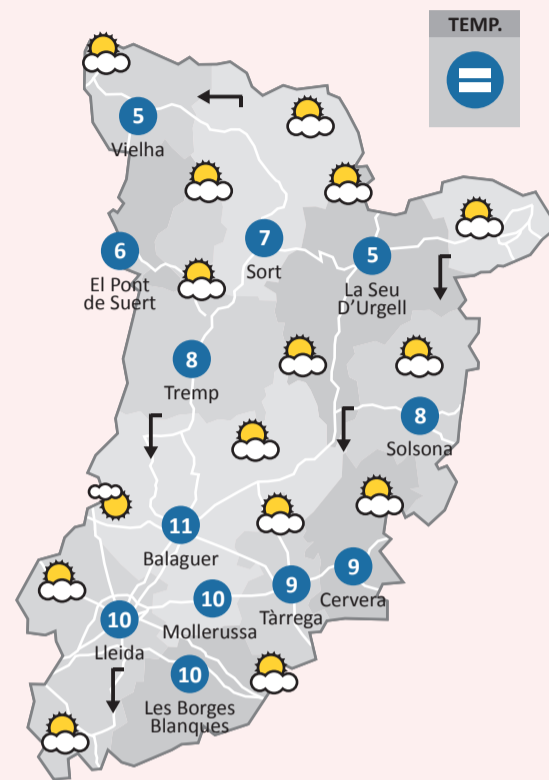 TEMP.
5
Vielha
6
El Pont
de Suert
7
Sort
5
La Seu
D'Urgell
8
Tremp
8
Solsona
11
Balaguer
9
Cervera
9
Tàrrega
10
Mollerussa
10
Lleida
10
Les Borges
Blanques